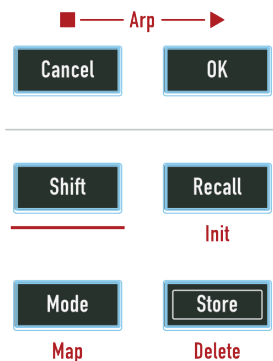 Arp
Cancel OK
Shift Recall
Init
Mode Store
Map Delete